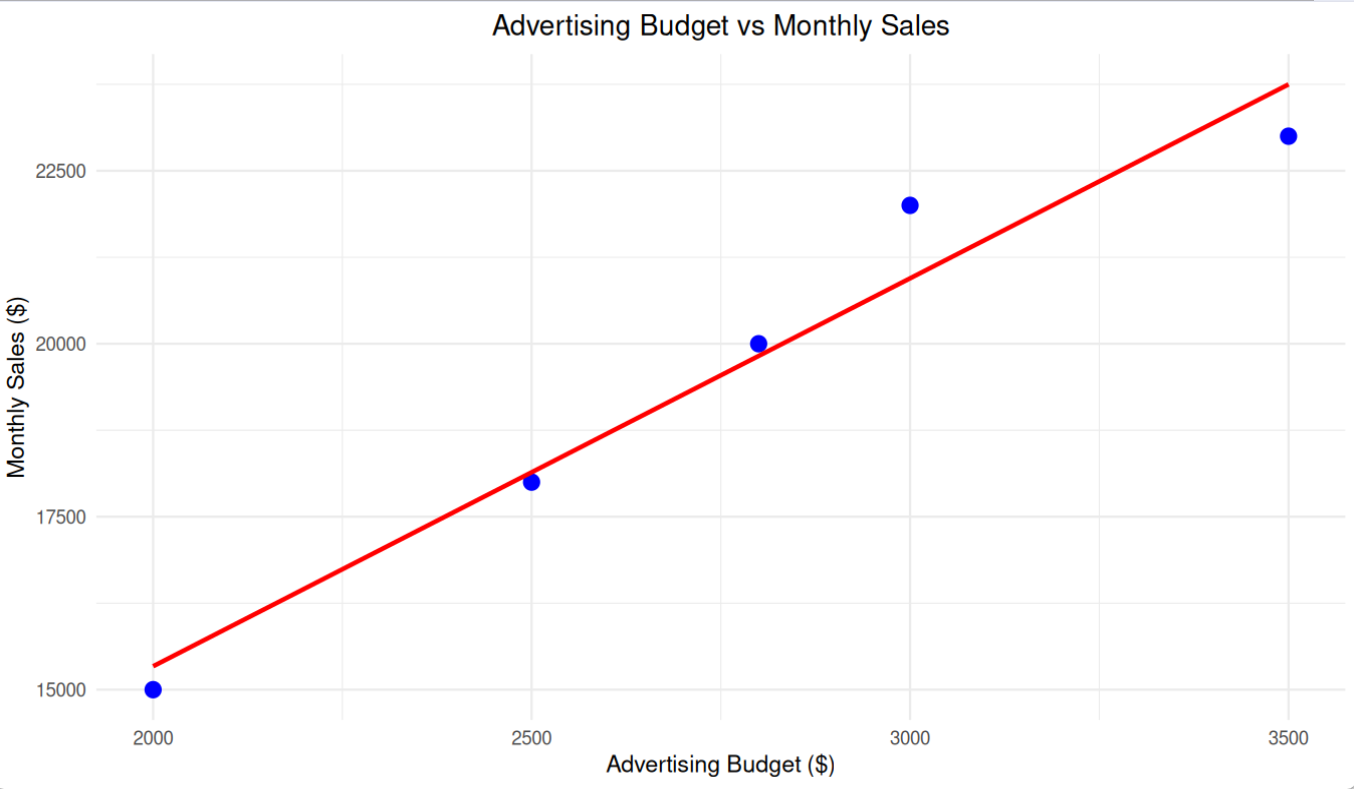 Advertising Budget vs Monthly Sales
Monthly Sales ($)
22500
20000
17500
15000
2000 2500 3000 3500
Advertising Budget ($)